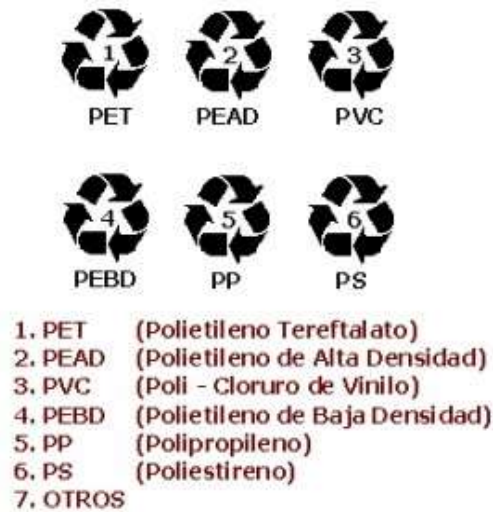 1 2 3
PET PEAD PVC
4 5 6
PEBD PP PS
1. PET (Polietileno Tereftalato)
2. PEAD (Polietileno de Alta Densidad)
3. PVC (Poli - Cloruro de Vinilo)
4. PEBD (Polietileno de Baja Densidad)
5. PP (Polipropileno)
6. PS (Poliestireno)
7. OTROS